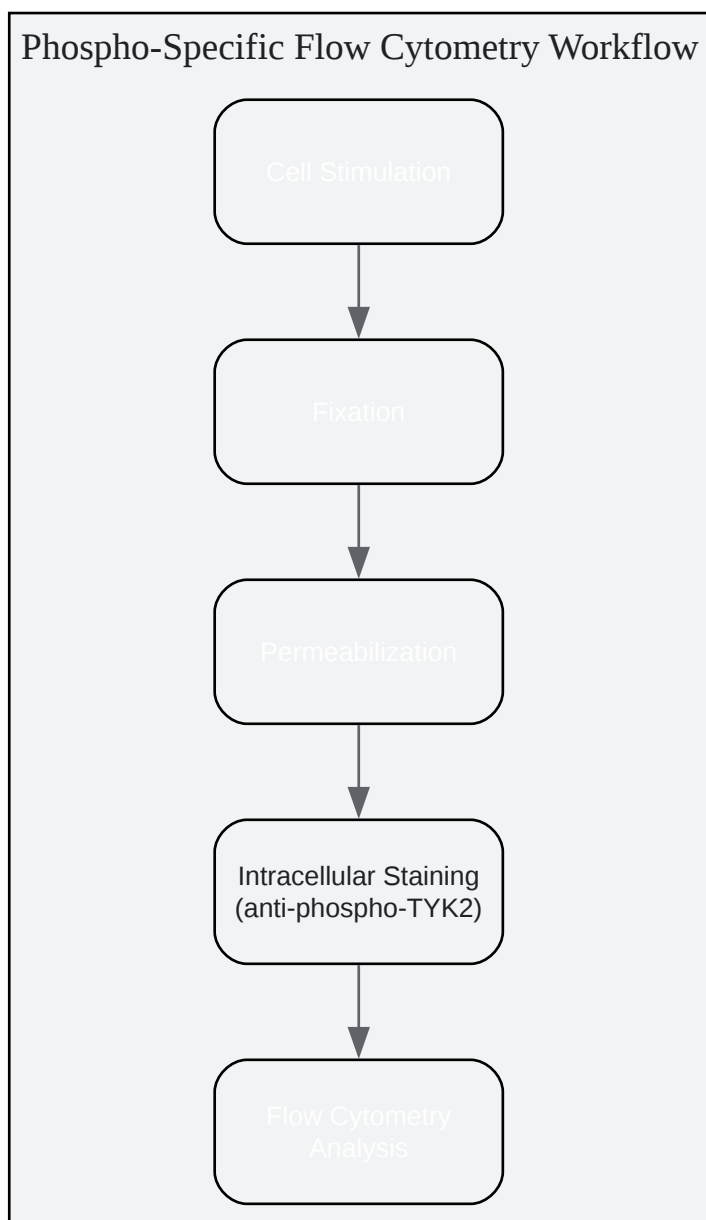 Phospho-Specific Flow Cytometry Workflow
Cell Stimulation
Fixation
Permeabilization
Intracellular Staining
(anti-phospho-TYK2)
Flow Cytometry
Analysis